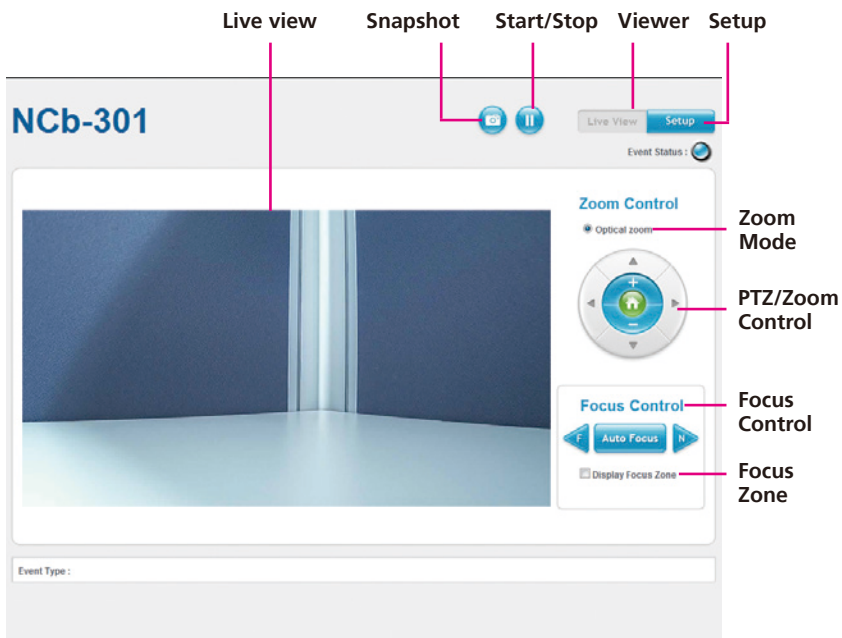 Live view Snapshot Start/Stop Viewer Setup
NCb-301
Live View Setup
Event Status :
Zoom Control
Optical zoom
Zoom
Mode
PTZ/Zoom
Control
Focus Control
Focus
Control
F Auto Focus N
Display Focus Zone
Focus
Zone
Event Type :